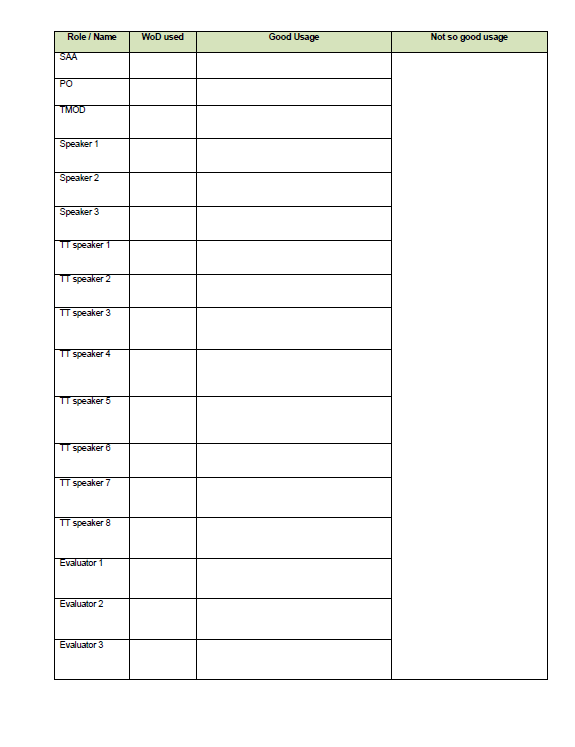 Role / Name WoD used Good Usage Not so good usage
SAA
PO
TMOD
Speaker 1
Speaker 2
Speaker 3
TT speaker 1
TT speaker 2
TT speaker 3
TT speaker 4
TT speaker 5
TT speaker 6
TT speaker 7
TT speaker 8
Evaluator 1
Evaluator 2
Evaluator 3